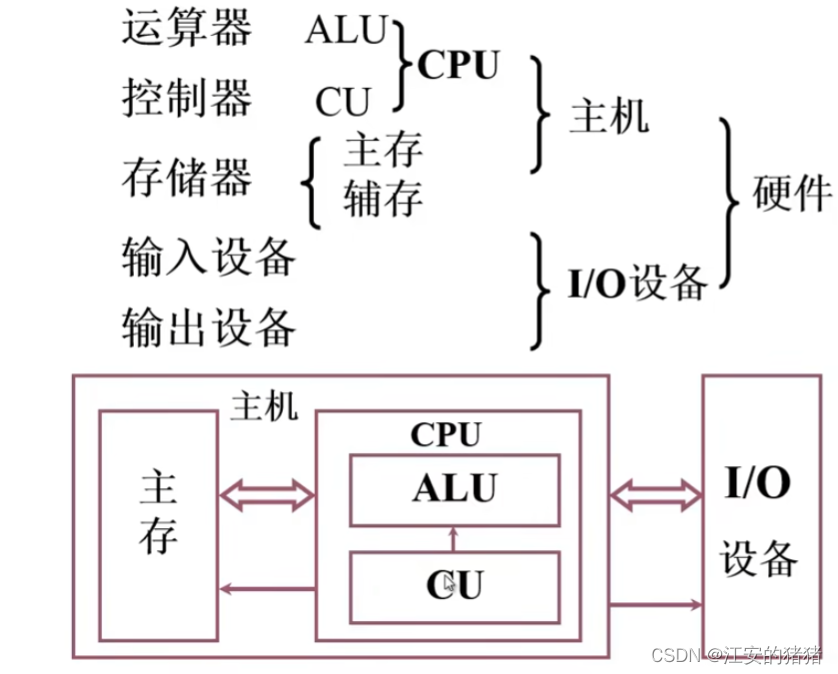 运算器 ALU
CPU
控制器 CU
主机
存储器 主存
辅存
硬件
输入设备
I/O设备
输出设备
主机
CPU
主存
ALU
I/O
设备
CU
CSDN @江安的猪猪